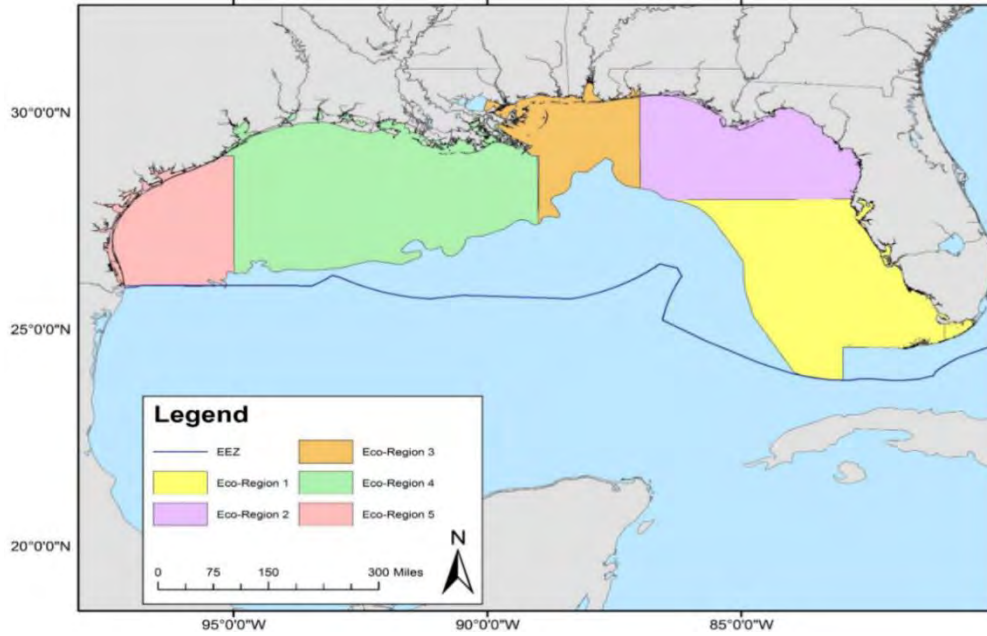 30°0'0"N
25°0'0"N
20°0'0"N
Legend
EEZ
Eco-Region 3
Eco-Region 1
Eco-Region 4
Eco-Region 2
Eco-Region 5
N
0 75 150 300 Miles
95°0'0"W 90°0'0"W 85°0'0"W